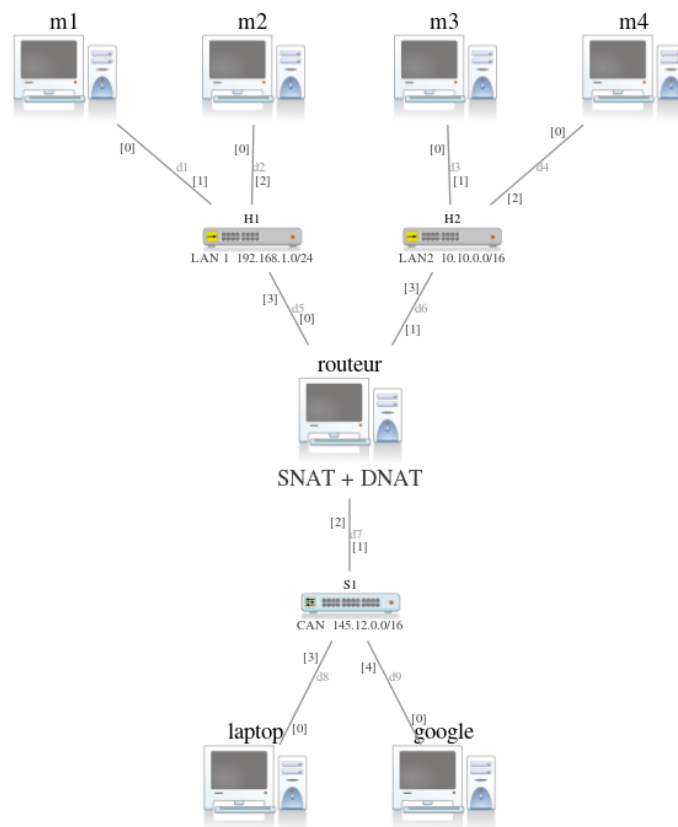 m1 m2 m3 m4
[0] [0] [0] [0]
d1 d2 d3 d4
[1] [2] [1] [2]
H1 H2
LAN 1 192.168.1.0/24 LAN2 10.10.0.0/16
[3] [3]
d5 d6
[0] [1]
routeur
SNAT + DNAT
[2]
d7
[1]
S1
CAN 145.12.0.0/16
[3] [4]
d8 d9
[0] [0]
laptop google